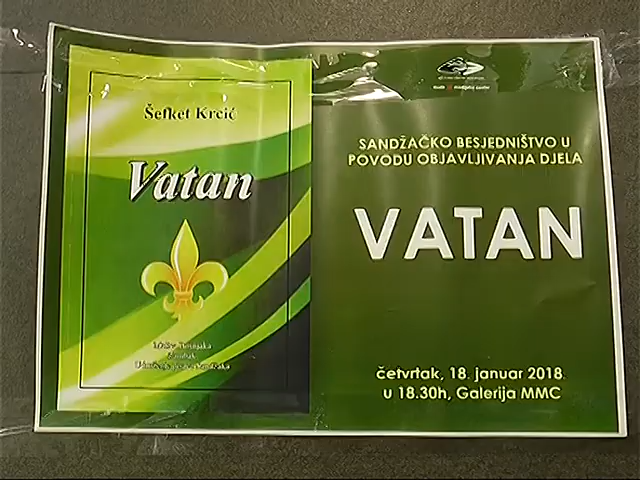 Šefket Krcić
Vatan
SANDŽAČKO BESJEDNIŠTVO U
POVODU OBJAVLJIVANJA DJELA
VATAN
četvrtak, 18. januar 2018.
u 18.30h, Galerija MMC